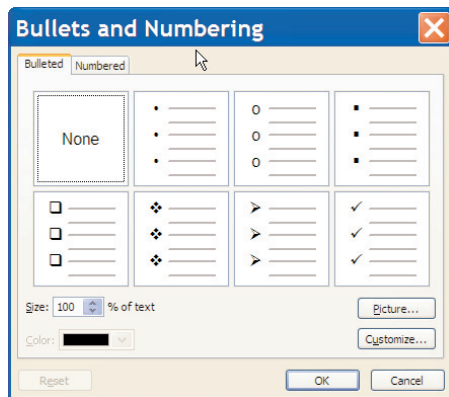 Bullets and Numbering
Bulleted Numbered
None
Size: 100 % of text
Picture...
Color:
Customize...
Reset OK Cancel